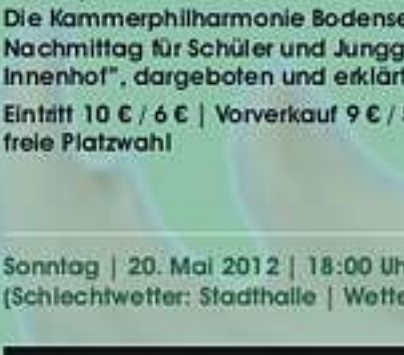 Die Kammerphilharmonie Bodense
Nachmittag für Schüler und Jungg
Innenhof", dargeboten und erklärt
Eintritt 10 € / 6 € | Vorverkauf 9 € /
freie Platzwahl
Sonntag | 20. Mai 2012 | 18:00 Uh
(Schlechtwetter: Stadthalle | Wette